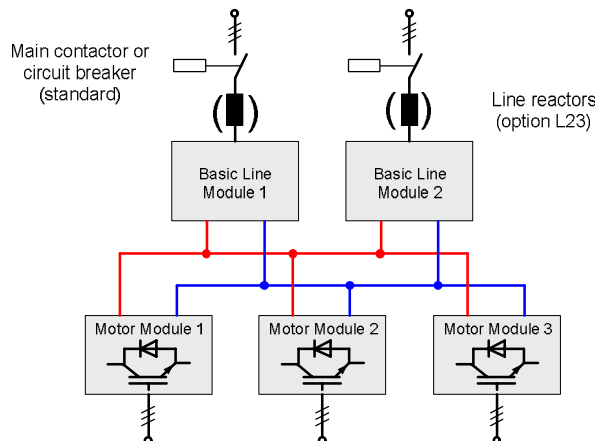 Main contactor or
circuit breaker
(standard)
Line reactors
(option L23)
Basic Line
Module 1
Basic Line
Module 2
Motor Module 1
Motor Module 2
Motor Module 3